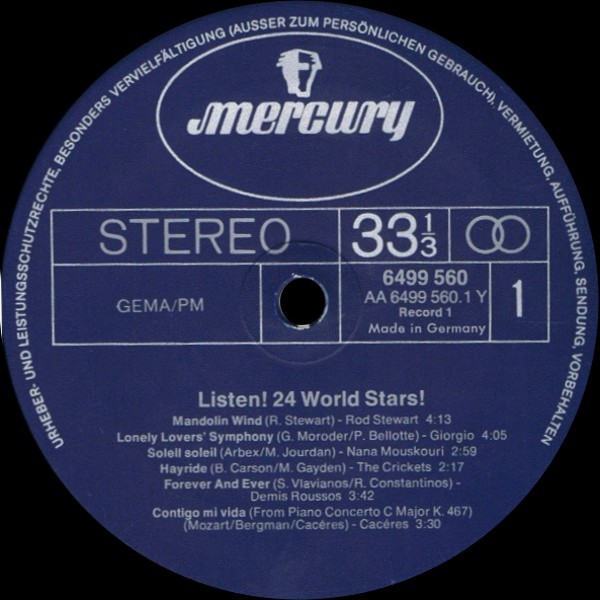 URHEBER- UND LEISTUNGSSCHUTZRECHTE, BESONDERS VERVIELFÄLTIGUNG (AUSSER ZUM PERSÖNLICHEN GEBRAUCH), VERMIETUNG, AUFFÜHRUNG, SENDUNG, VORBEHALTEN
mercury
STEREO 33 1/3
GEMA/PM
6499 560
AA 6499 560.1 Y
Record 1
Made in Germany
1
Listen! 24 World Stars!
Mandolin Wind (R. Stewart) - Rod Stewart 4:13
Lonely Lovers' Symphony (G. Moroder/P. Bellotte) - Giorgio 4:05
Soleil soleil (Arbex/M. Jourdan) - Nana Mouskouri 2:59
Hayride (B. Carson/M. Gayden) - The Crickets 2:17
Forever And Ever (S. Vlavianos/R. Constantinos) -
Demis Roussos 3:42
Contigo mi vida (From Piano Concerto C Major K. 467)
(Mozart/Bergman/Cacéres) - Cacéres 3:30